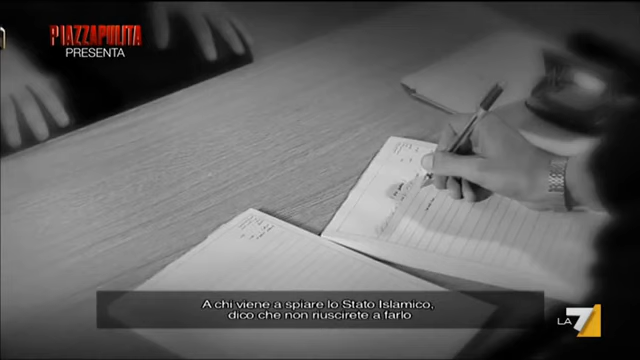 PIAZZAPULITA
PRESENTA
A chi viene a spiare lo Stato Islamico,
dico che non riuscirete a farlo
LA7